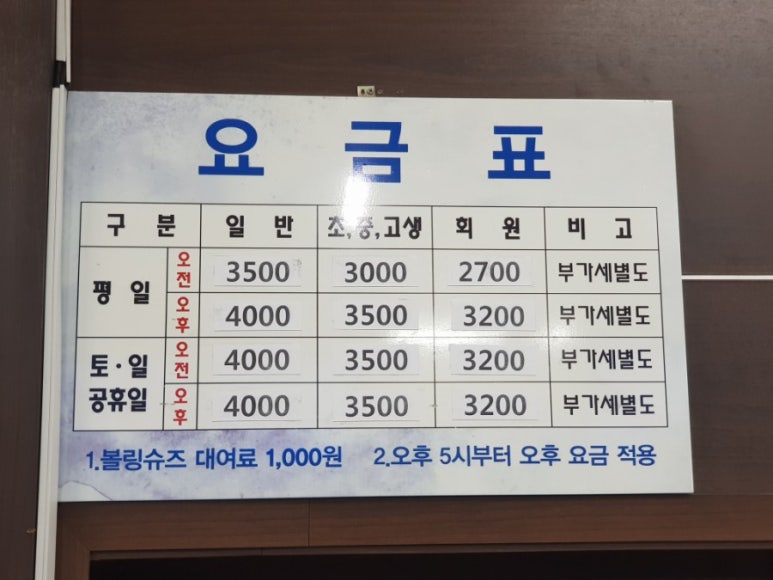 요 금 표
구 분 일 반 초,중,고생 회 원 비 고
평 일 오전 3500 3000 2700 부가세별도
오후 4000 3500 3200 부가세별도
토·일 공휴일 오전 4000 3500 3200 부가세별도
오후 4000 3500 3200 부가세별도
1.볼링슈즈 대여료 1,000원 2.오후 5시부터 오후 요금 적용